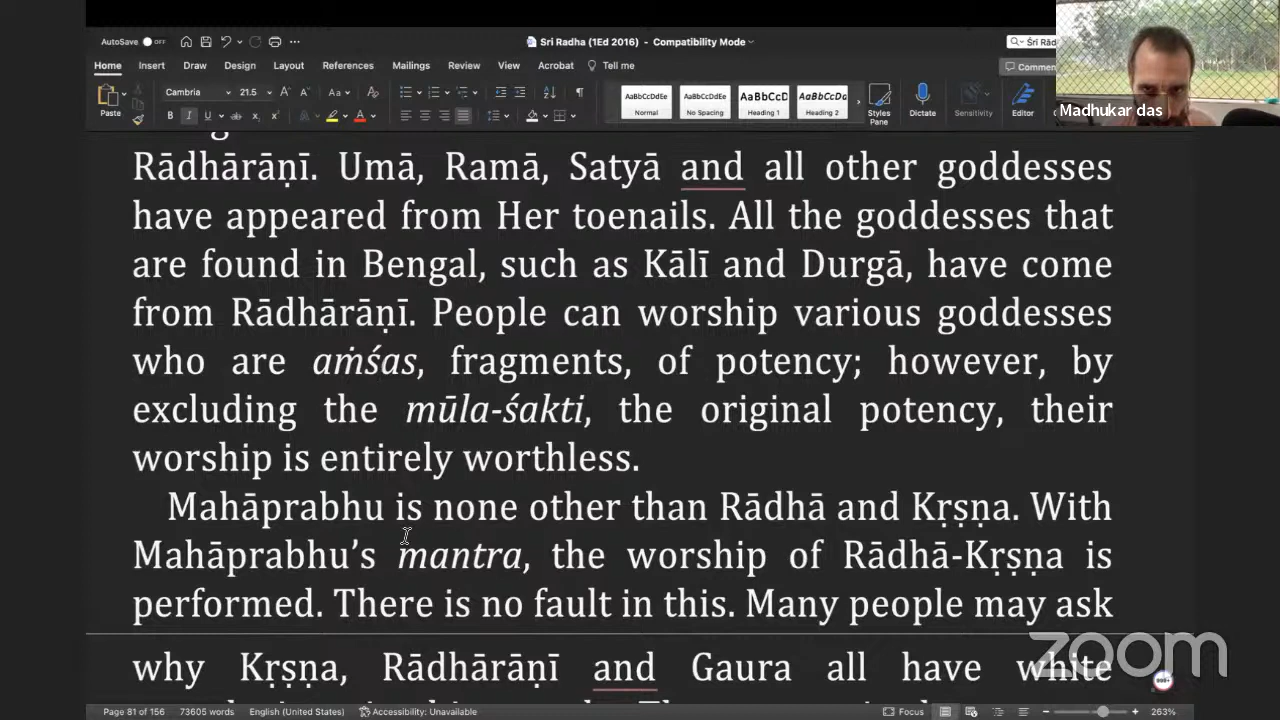 AutoSave OFF
Sri Radha (1Ed 2016) - Compatibility Mode
Home Insert Draw Design Layout References Mailings Review View Acrobat Tell me
Paste
Cambria 21.5
AaBbCcDdEe AaBbCcDdEe AaBbCcD AaBbCcDc
Normal No Spacing Heading 1 Heading 2
Styles Pane
Dictate
Sensitivity
Editor
Madhukar das
Rādhārāṇī. Umā, Ramā, Satyā and all other goddesses
have appeared from Her toenails. All the goddesses that
are found in Bengal, such as Kālī and Durgā, have come
from Rādhārāṇī. People can worship various goddesses
who are aṁśas, fragments, of potency; however, by
excluding the mūla-śakti, the original potency, their
worship is entirely worthless.
Mahāprabhu is none other than Rādhā and Kṛṣṇa. With
Mahāprabhu’s mantra, the worship of Rādhā-Kṛṣṇa is
performed. There is no fault in this. Many people may ask
why Kṛṣṇa, Rādhārāṇī and Gaura all have white
zoom
Page 81 of 156 73605 words English (United States) Accessibility: Unavailable Focus 263%